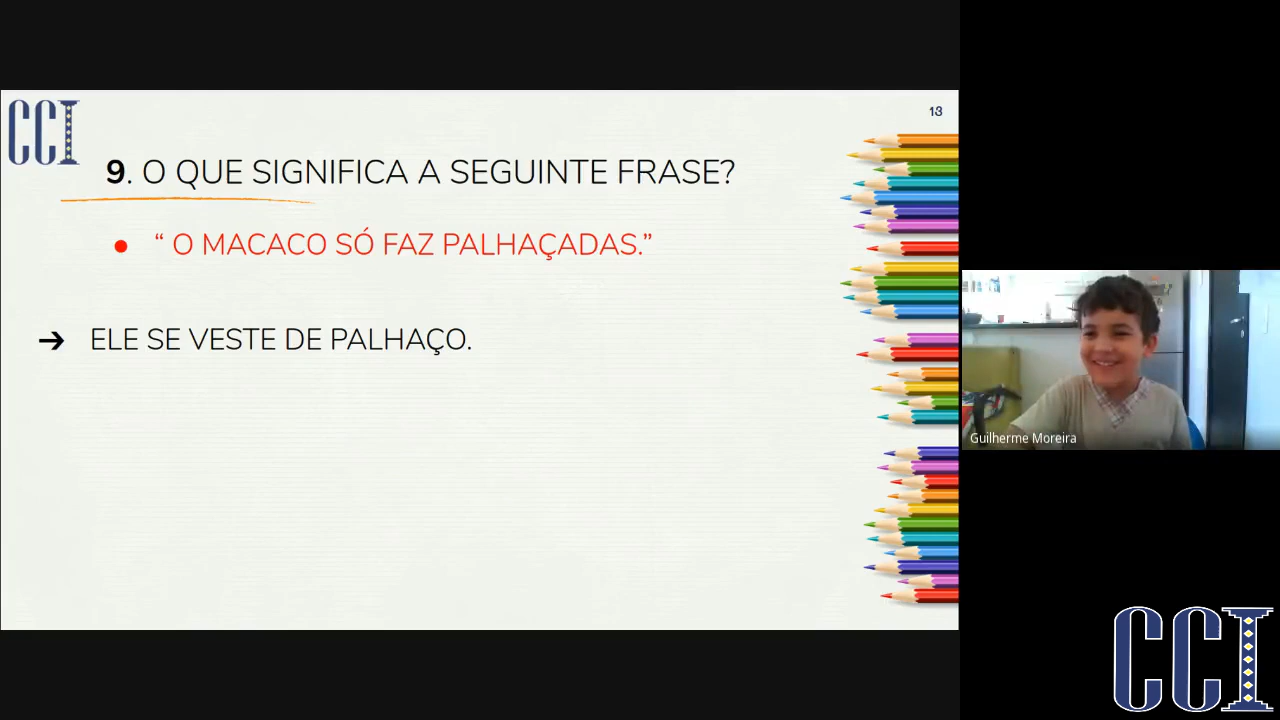 CCI
13
9. O QUE SIGNIFICA A SEGUINTE FRASE?
● “ O MACACO SÓ FAZ PALHAÇADAS.”
➔ ELE SE VESTE DE PALHAÇO.
Guilherme Moreira
CCI